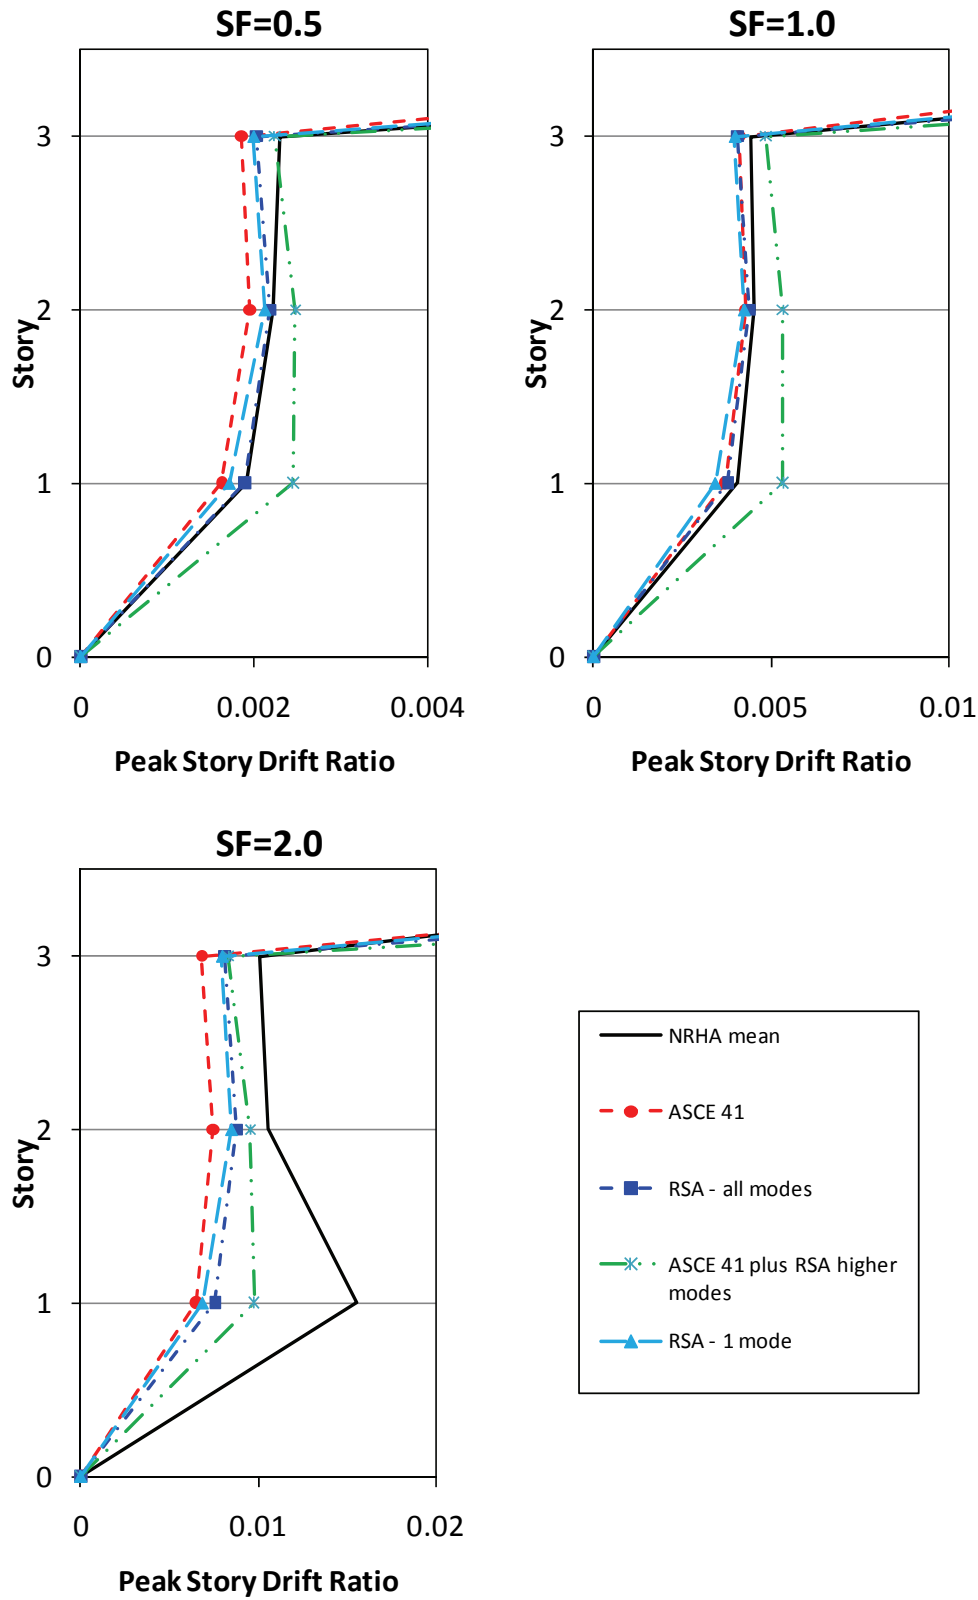 SF=0.5
3
2
1
0
Story
0 0.002 0.004
Peak Story Drift Ratio
SF=1.0
3
2
1
0
Story
0 0.005 0.01
Peak Story Drift Ratio
SF=2.0
3
2
1
0
Story
0 0.01 0.02
Peak Story Drift Ratio
NRHA mean
ASCE 41
RSA - all modes
ASCE 41 plus RSA higher
modes
RSA - 1 mode